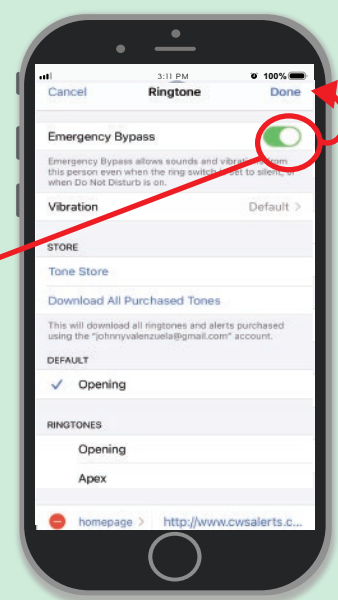 3:11 PM 100%
Cancel Ringtone Done
Emergency Bypass
Emergency Bypass allows sounds and vibrations from
this person even when the ring switch is set to silent, or
when Do Not Disturb is on.
Vibration Default >
STORE
Tone Store
Download All Purchased Tones
This will download all ringtones and alerts purchased
using the "johnnyvalenzuela@gmail.com" account.
DEFAULT
✓ Opening
RINGTONES
Opening
Apex
homepage > http://www.cwsalerts.c...